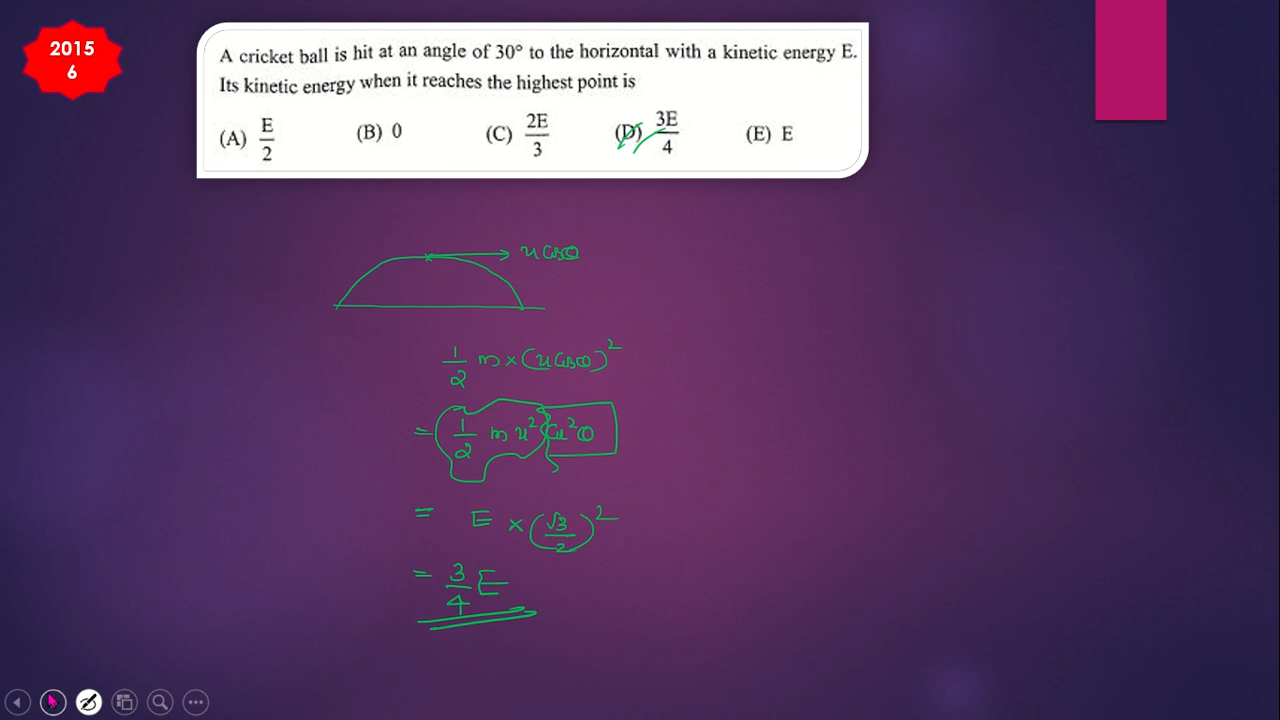 2015
6
A cricket ball is hit at an angle of 30° to the horizontal with a kinetic energy E.
Its kinetic energy when it reaches the highest point is
(A) E/2 (B) 0 (C) 2E/3 (D) 3E/4 (E) E
u cosθ
1/2 m × (u cosθ)²
= (1/2 m u²) cos²θ
= E × (√3/2)²
= 3/4 E